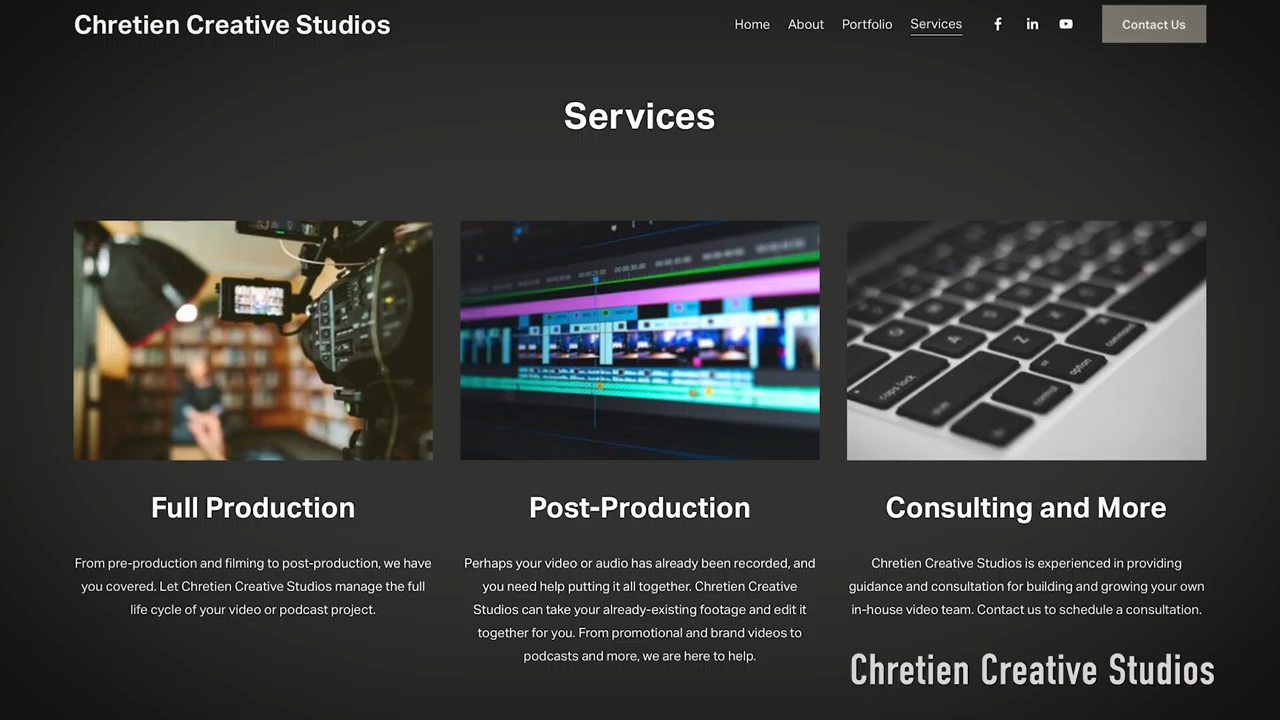 Chretien Creative Studios
Home About Portfolio Services
Contact Us
Services
Full Production
From pre-production and filming to post-production, we have
you covered. Let Chretien Creative Studios manage the full
life cycle of your video or podcast project.
Post-Production
Perhaps your video or audio has already been recorded, and
you need help putting it all together. Chretien Creative
Studios can take your already-existing footage and edit it
together for you. From promotional and brand videos to
podcasts and more, we are here to help.
caps lock
shift
Q
A
Z
control
option
command
Consulting and More
Chretien Creative Studios is experienced in providing
guidance and consultation for building and growing your own
in-house video team. Contact us to schedule a consultation.
Chretien Creative Studios